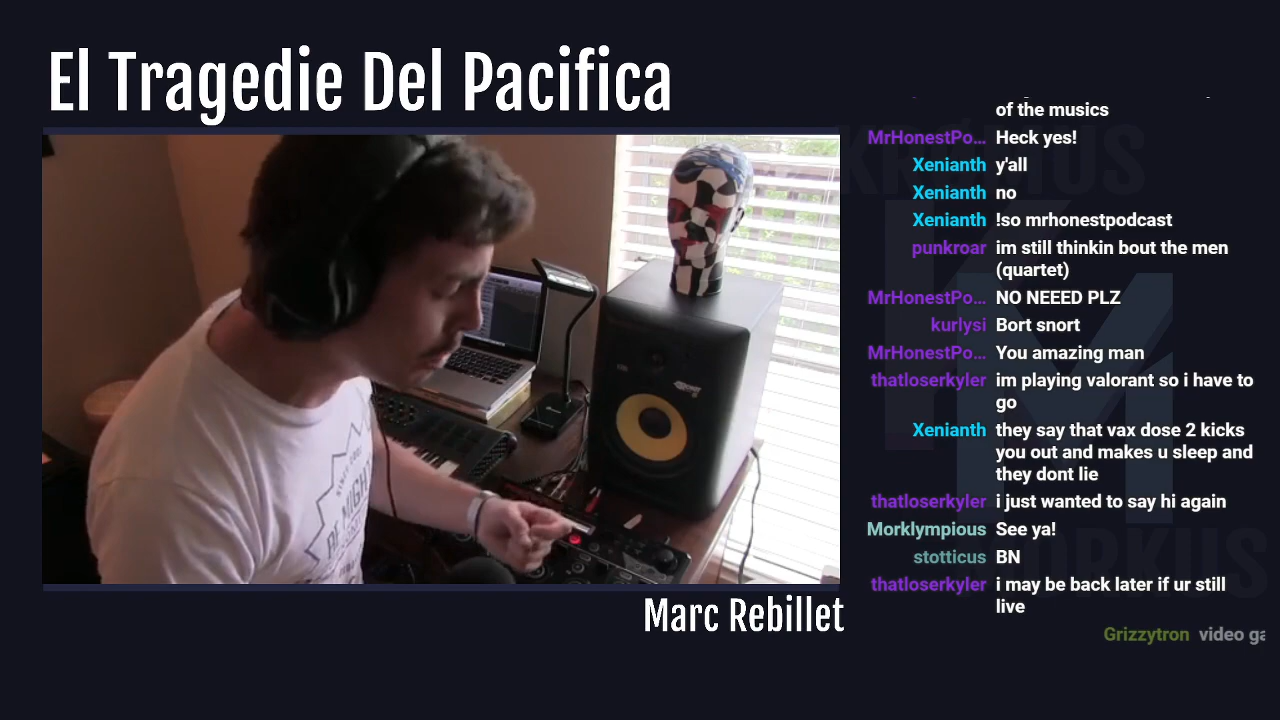 El Tragedie Del Pacifica
of the musics
MrHonestPo… Heck yes!
Xenianth y'all
Xenianth no
Xenianth !so mrhonestpodcast
punkroar im still thinkin bout the men
(quartet)
MrHonestPo… NO NEEED PLZ
kurlysi Bort snort
MrHonestPo… You amazing man
thatloserkyler im playing valorant so i have to
go
Xenianth they say that vax dose 2 kicks
you out and makes u sleep and
they dont lie
thatloserkyler i just wanted to say hi again
Morklympious See ya!
stotticus BN
thatloserkyler i may be back later if ur still
live
Grizzytron video
Marc Rebillet